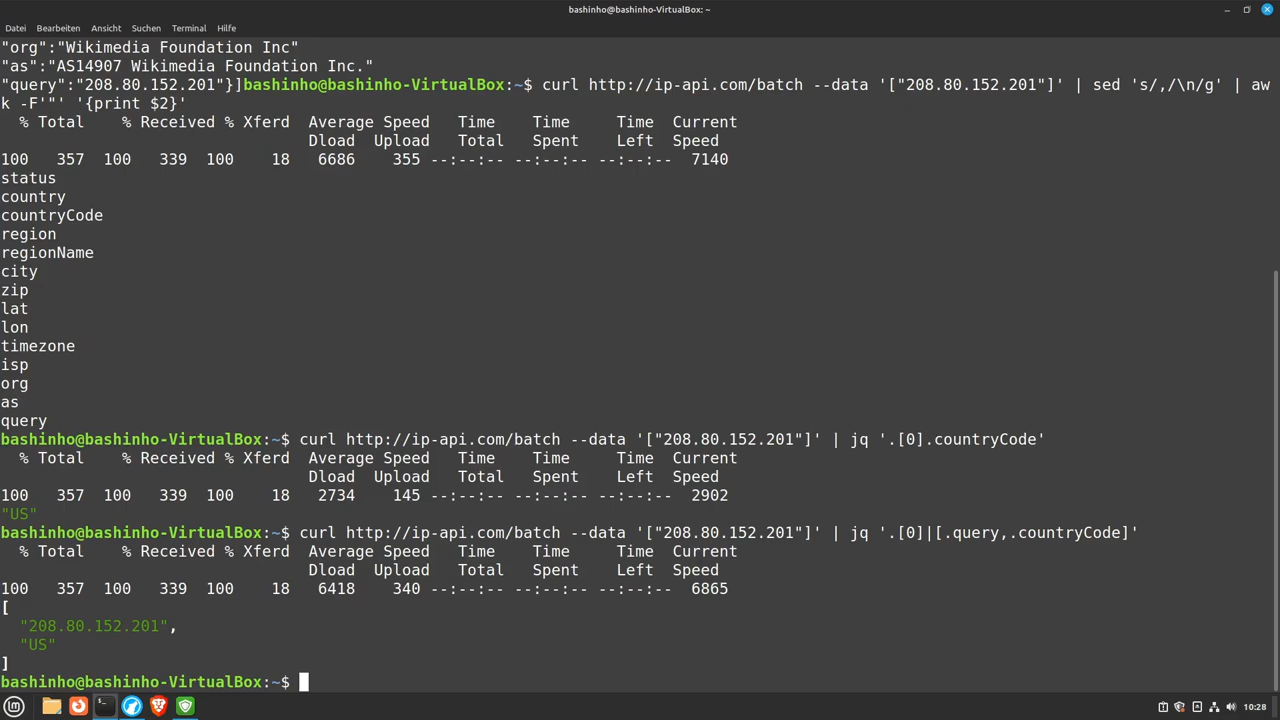 bashinho@bashinho-VirtualBox: ~
Datei Bearbeiten Ansicht Suchen Terminal Hilfe
"org":"Wikimedia Foundation Inc"
"as":"AS14907 Wikimedia Foundation Inc."
"query":"208.80.152.201"}]bashinho@bashinho-VirtualBox:~$ curl http://ip-api.com/batch --data '["208.80.152.201"]' | sed 's/,/\n/g' | aw
k -F'"' '{print $2}'
% Total % Received % Xferd Average Speed Time Time Time Current
Dload Upload Total Spent Left Speed
100 357 100 339 100 18 6686 355 --:--:-- --:--:-- --:--:-- 7140
status
country
countryCode
region
regionName
city
zip
lat
lon
timezone
isp
org
as
query
bashinho@bashinho-VirtualBox:~$ curl http://ip-api.com/batch --data '["208.80.152.201"]' | jq '.[0].countryCode'
% Total % Received % Xferd Average Speed Time Time Time Current
Dload Upload Total Spent Left Speed
100 357 100 339 100 18 2734 145 --:--:-- --:--:-- --:--:-- 2902
"US"
bashinho@bashinho-VirtualBox:~$ curl http://ip-api.com/batch --data '["208.80.152.201"]' | jq '.[0]|[.query,.countryCode]'
% Total % Received % Xferd Average Speed Time Time Time Current
Dload Upload Total Spent Left Speed
100 357 100 339 100 18 6418 340 --:--:-- --:--:-- --:--:-- 6865
[
"208.80.152.201",
"US"
]
bashinho@bashinho-VirtualBox:~$
10:28